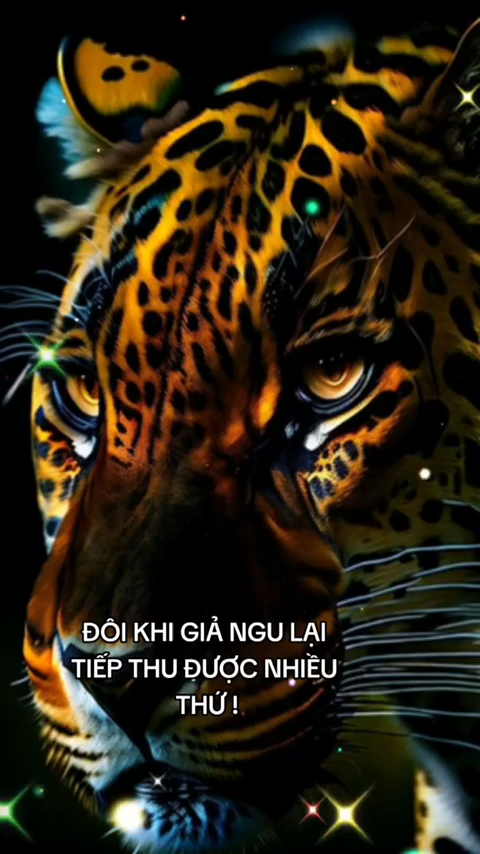 ĐÔI KHI GIẢ NGU LẠI
TIẾP THU ĐƯỢC NHIỀU
THỨ !